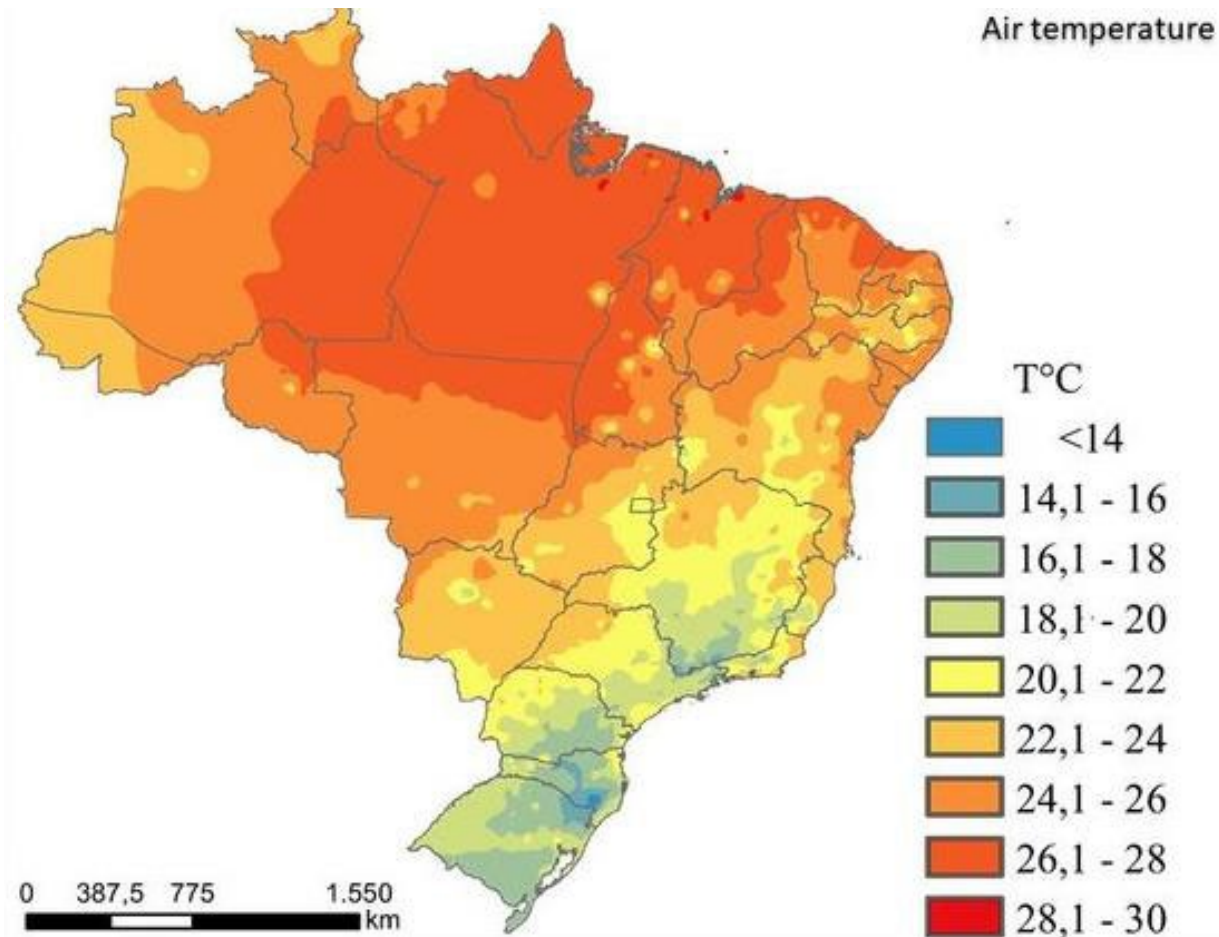 Air temperature
T°C
<14
14,1 - 16
16,1 - 18
18,1 - 20
20,1 - 22
22,1 - 24
24,1 - 26
26,1 - 28
28,1 - 30
0 387,5 775 1.550
km